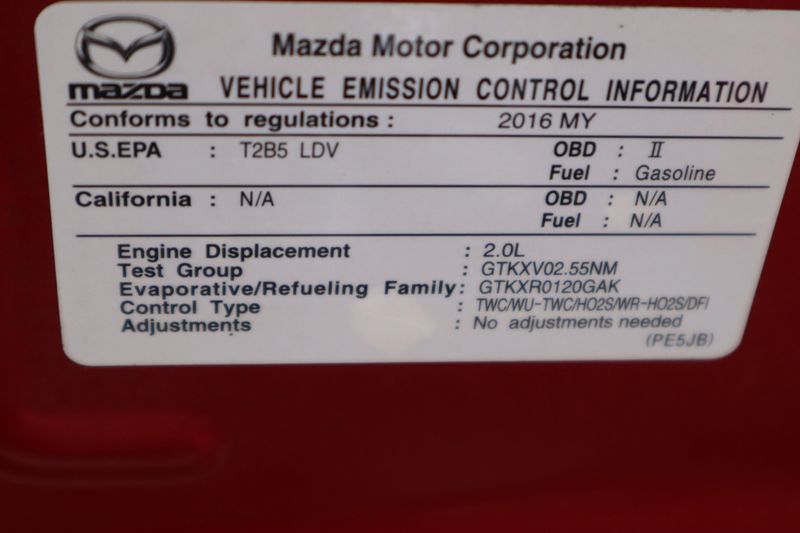 Mazda Motor Corporation
mazDa VEHICLE EMISSION CONTROL INFORMATION
Conforms to regulations : 2016 MY
U.S.EPA : T2B5 LDV OBD : II
Fuel : Gasoline
California : N/A OBD : N/A
Fuel : N/A
Engine Displacement : 2.0L
Test Group : GTKXV02.55NM
Evaporative/Refueling Family: GTKXR0120GAK
Control Type : TWC/WU-TWC/HO2S/WR-HO2S/DFI
Adjustments : No adjustments needed
(PE5JB)